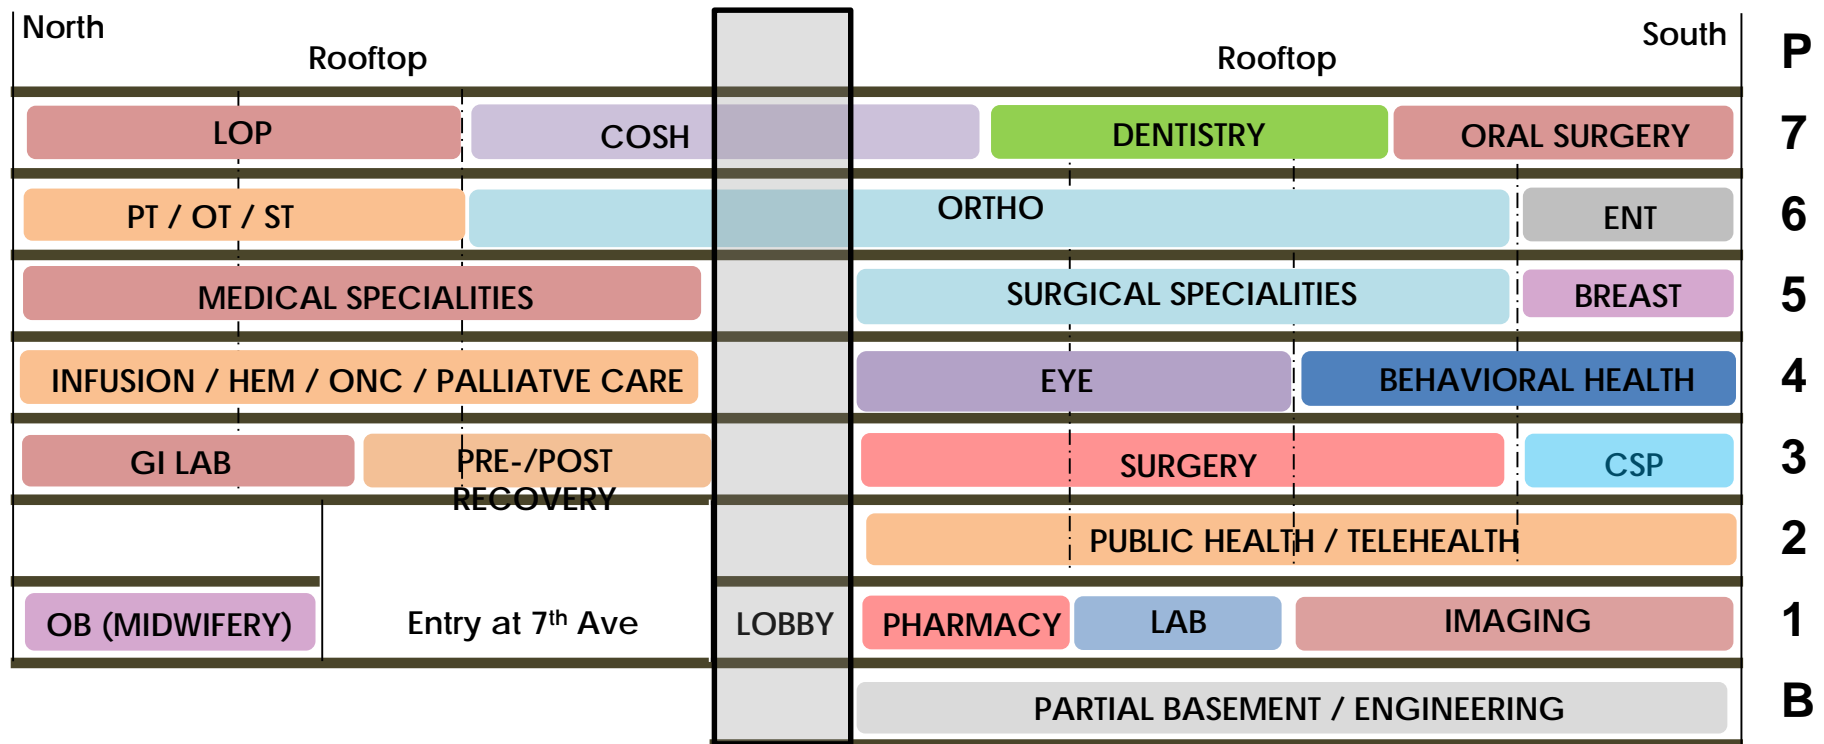 North
South
Rooftop
Rooftop
P
LOP
COSH
DENTISTRY
ORAL SURGERY
7
PT / OT / ST
ORTHO
ENT
6
MEDICAL SPECIALITIES
SURGICAL SPECIALITIES
BREAST
5
INFUSION / HEM / ONC / PALLIATVE CARE
EYE
BEHAVIORAL HEALTH
4
GI LAB
PRE-/POST
RECOVERY
SURGERY
CSP
3
PUBLIC HEALTH / TELEHEALTH
2
OB (MIDWIFERY)
Entry at 7th Ave
LOBBY
PHARMACY
LAB
IMAGING
1
PARTIAL BASEMENT / ENGINEERING
B